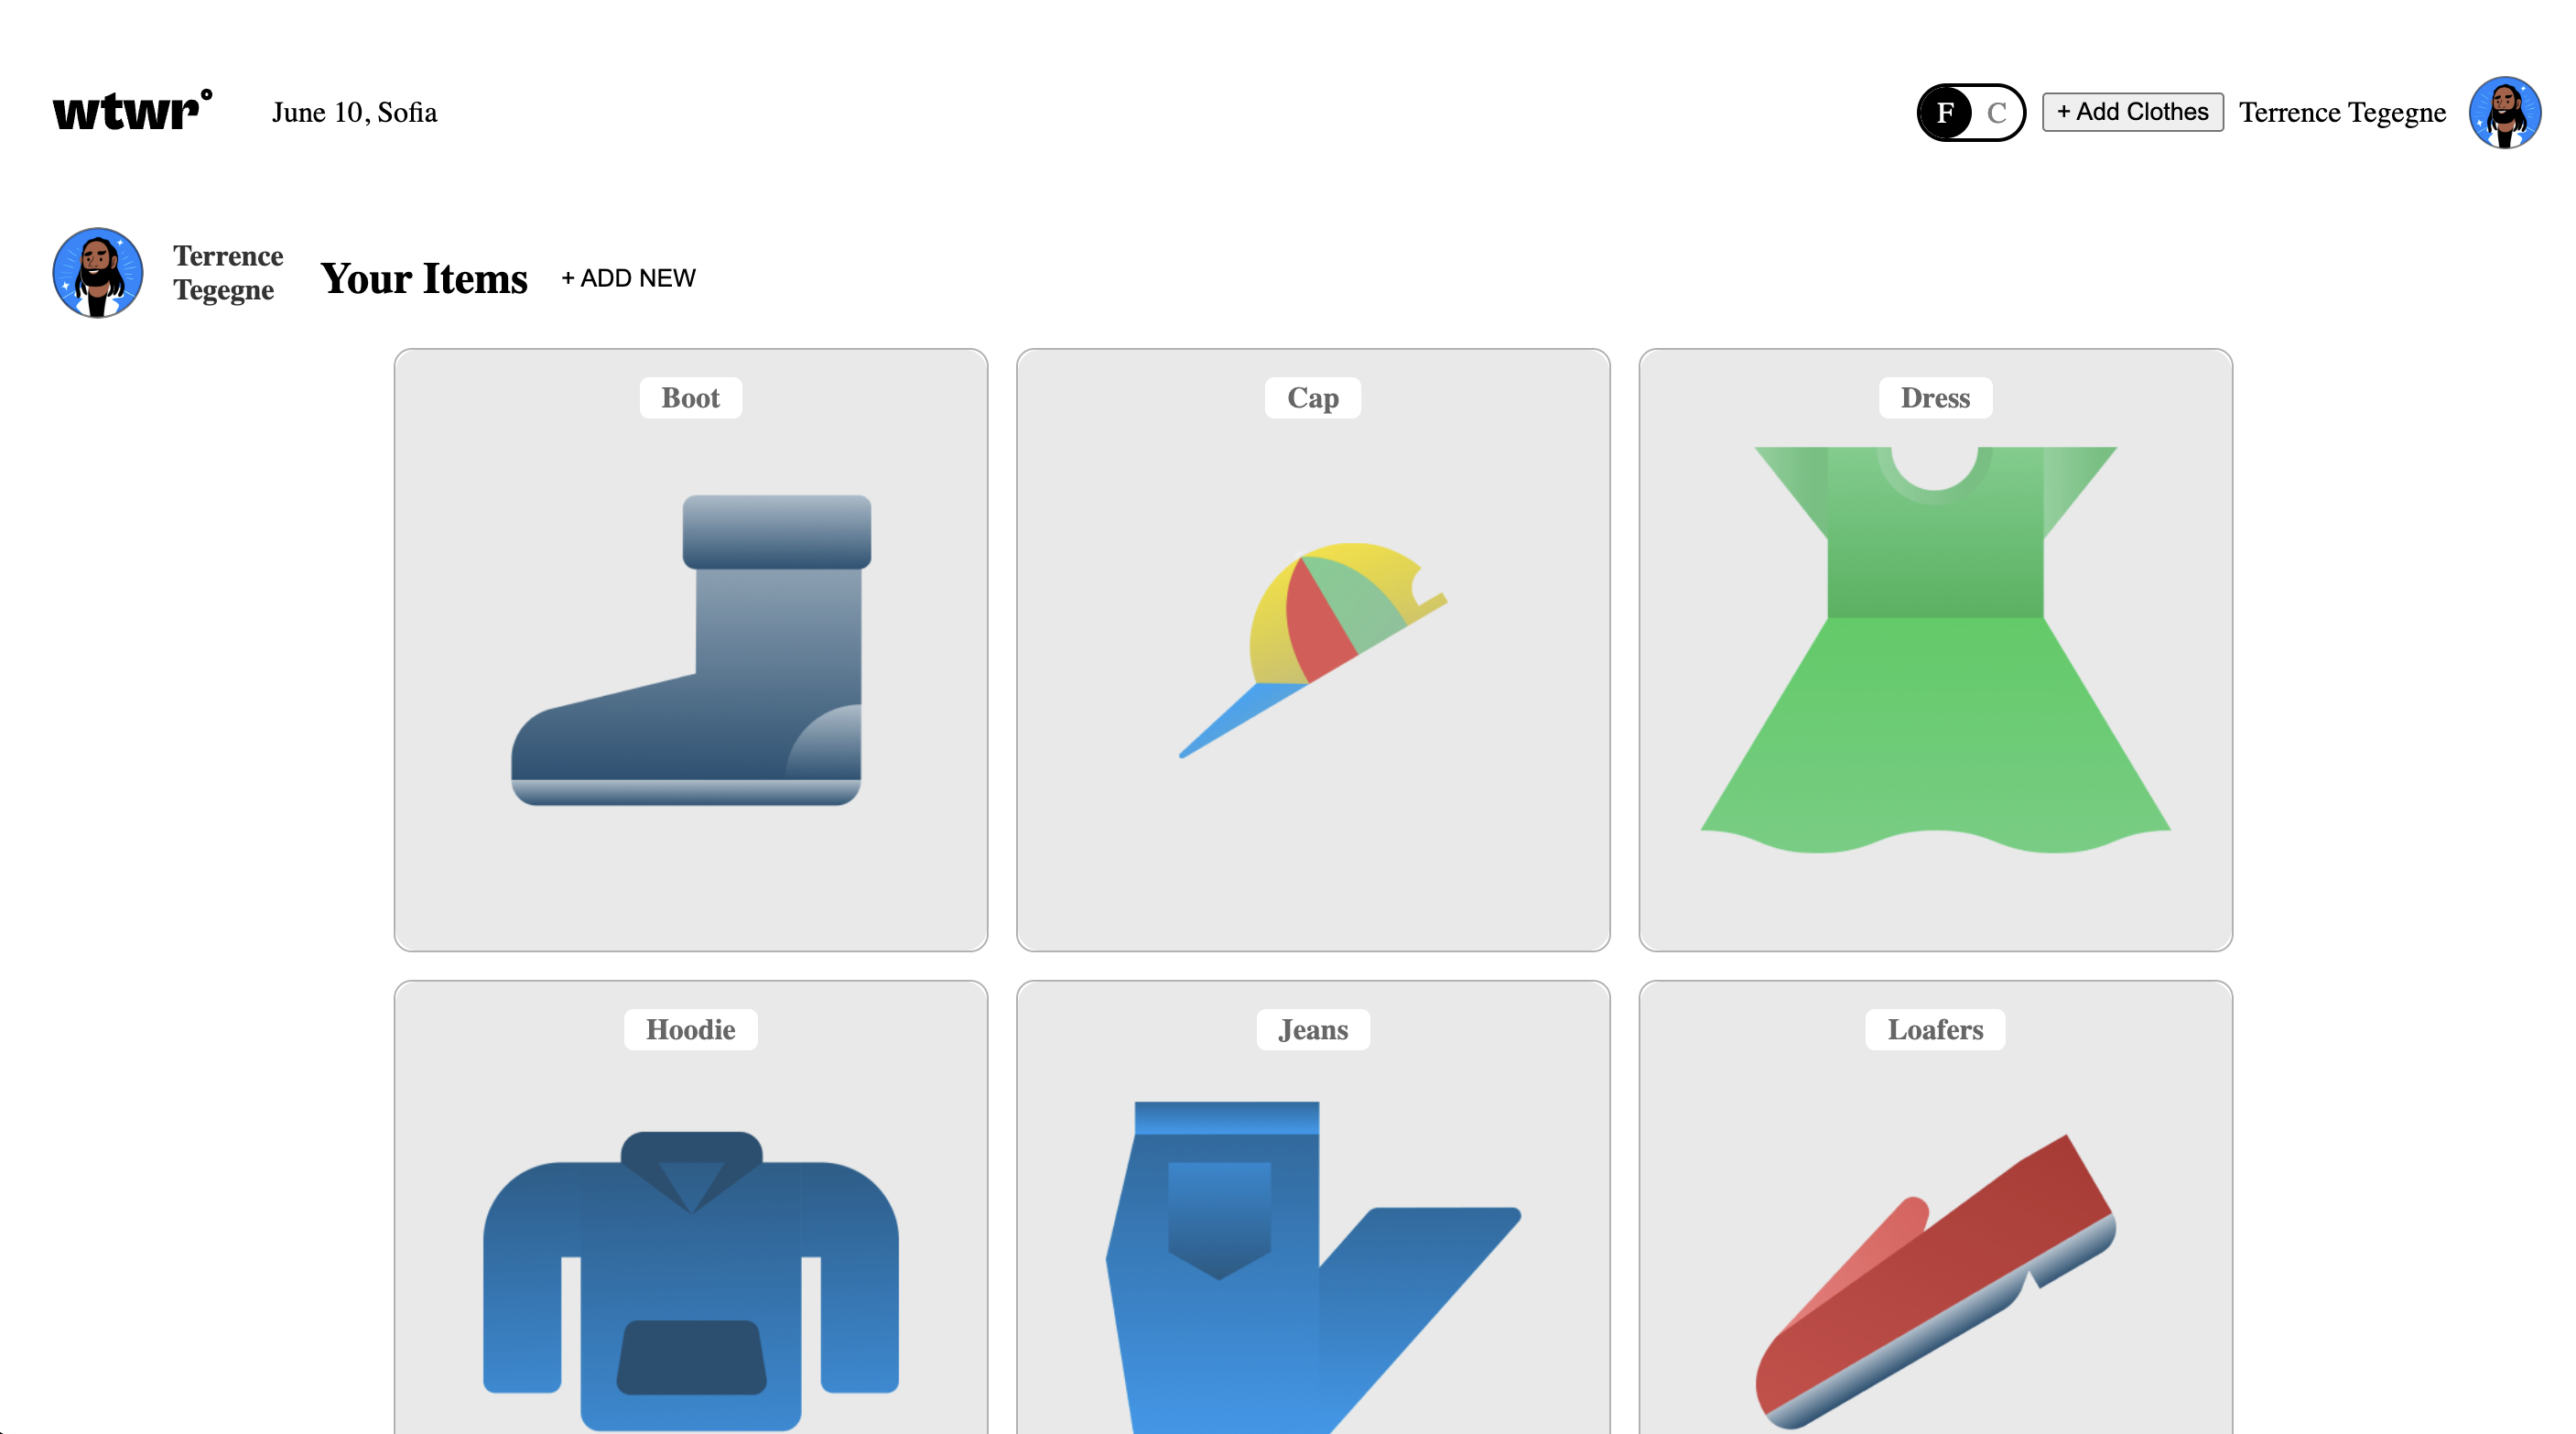 wtwr°
June 10, Sofia
F C
+ Add Clothes
Terrence Tegegne
Terrence
Tegegne
Your Items
+ ADD NEW
Boot
Cap
Dress
Hoodie
Jeans
Loafers